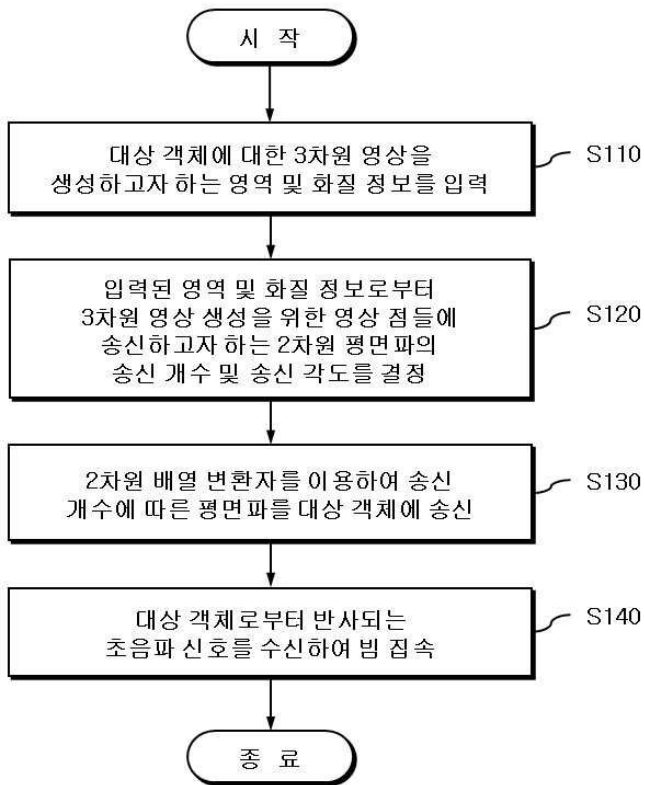 시 작
대상 객체에 대한 3차원 영상을
생성하고자 하는 영역 및 화질 정보를 입력
S110
입력된 영역 및 화질 정보로부터
3차원 영상 생성을 위한 영상 점들에
송신하고자 하는 2차원 평면파의
송신 개수 및 송신 각도를 결정
S120
2차원 배열 변환자를 이용하여 송신
개수에 따른 평면파를 대상 객체에 송신
S130
대상 객체로부터 반사되는
초음파 신호를 수신하여 빔 집속
S140
종 료